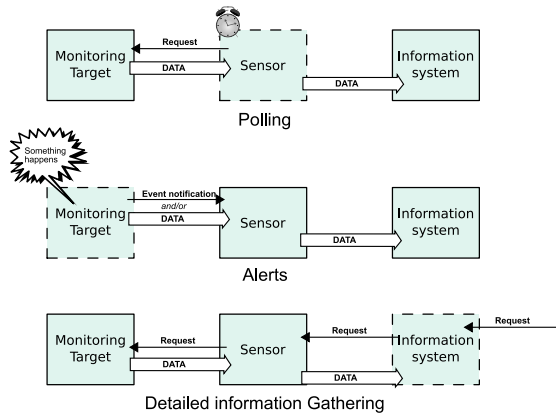 Monitoring
Target
Request
DATA
Sensor
DATA
Information
system
Polling
Something
happens
Monitoring
Target
Event notification
and/or
DATA
Sensor
DATA
Information
system
Alerts
Monitoring
Target
Request
DATA
Sensor
Request
DATA
Information
system
Request
Detailed information Gathering